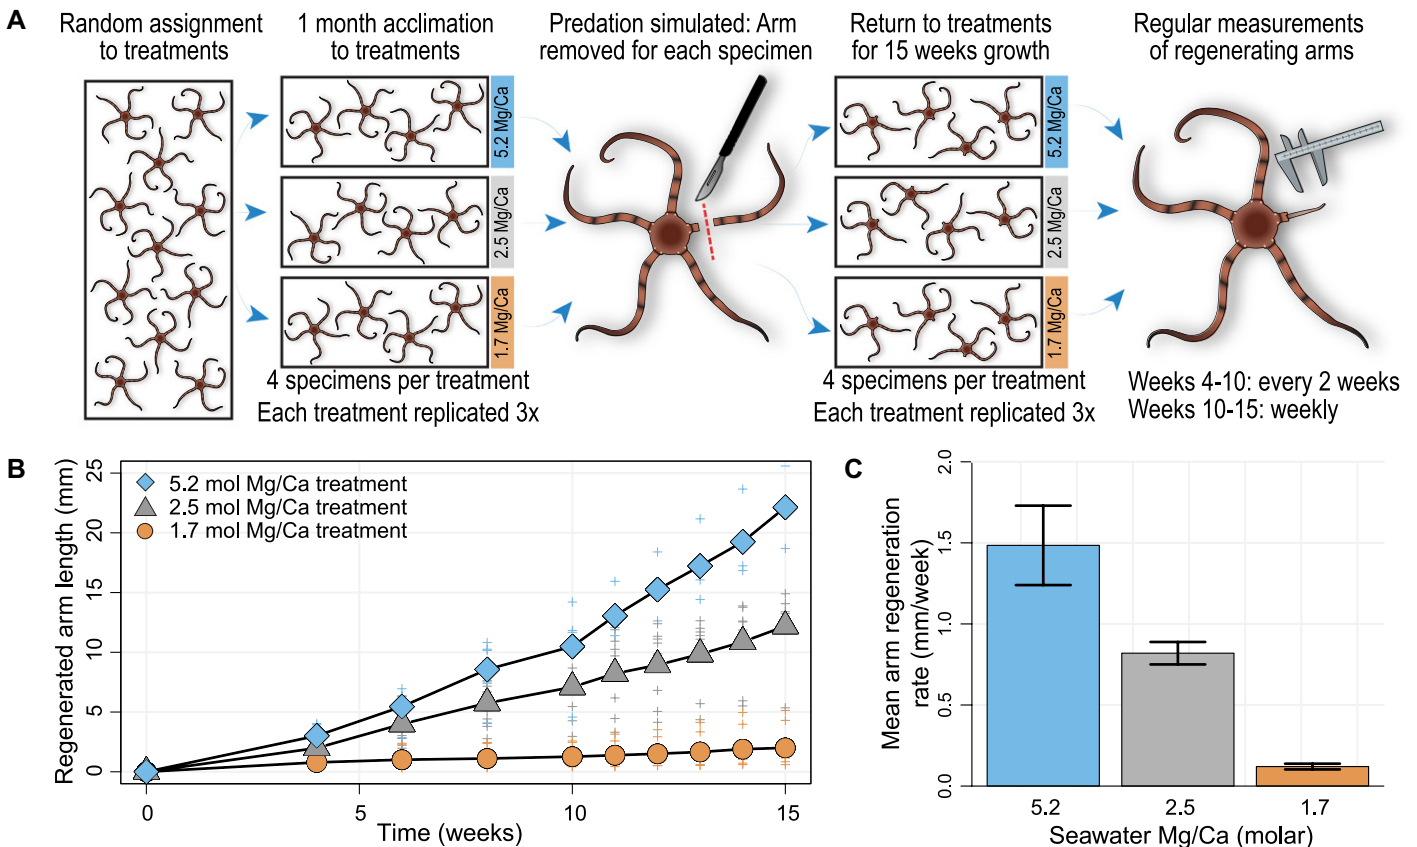 A
Random assignment
to treatments
1 month acclimation
to treatments
Predation simulated: Arm
removed for each specimen
Return to treatments
for 15 weeks growth
Regular measurements
of regenerating arms
5.2 Mg/Ca
2.5 Mg/Ca
1.7 Mg/Ca
5.2 Mg/Ca
2.5 Mg/Ca
1.7 Mg/Ca
4 specimens per treatment
Each treatment replicated 3x
4 specimens per treatment
Each treatment replicated 3x
Weeks 4-10: every 2 weeks
Weeks 10-15: weekly
B
Regenerated arm length (mm)
25
20
15
10
5
0
5.2 mol Mg/Ca treatment
2.5 mol Mg/Ca treatment
1.7 mol Mg/Ca treatment
0
5
10
15
Time (weeks)
C
Mean arm regeneration
rate (mm/week)
2.0
1.5
1.0
0.5
0.0
5.2
2.5
1.7
Seawater Mg/Ca (molar)